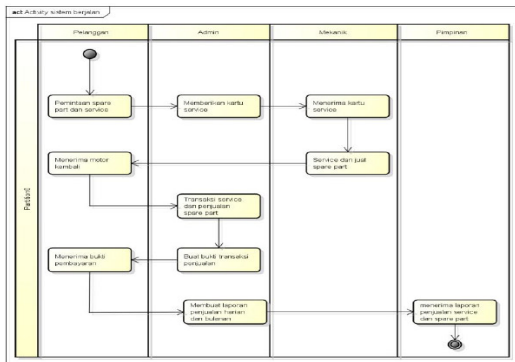 act Activity sistem berjalan
Pelanggan
Admin
Mekanik
Pimpinan
Partition0
Permintaan spare
part dan service
Memberikan kartu
service
Menerima kartu
service
Menerima motor
kembali
Service dan jual
spare part
Transaksi service
dan penjualan
spare part
Menerima bukti
pembayaran
Buat bukti transaksi
penjualan
Membuat laporan
penjualan harian
dan bulanan
menerima laporan
penjualan service
dan spare part